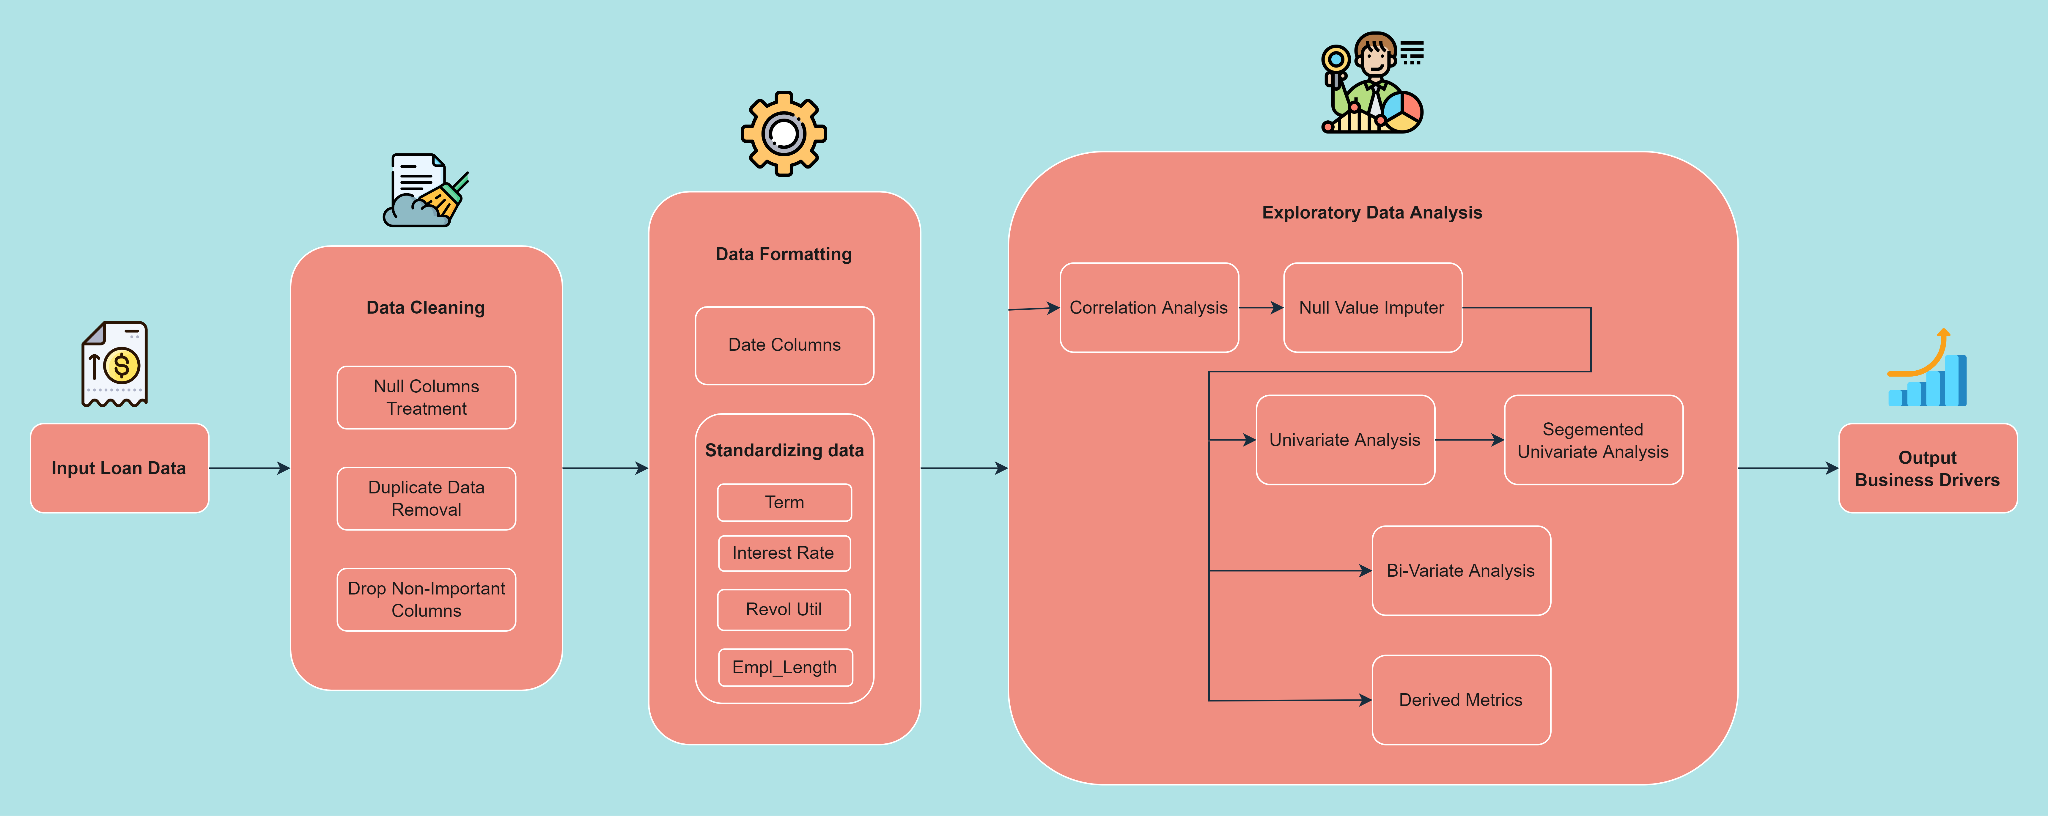 Input Loan Data
Data Cleaning
Null Columns
Treatment
Duplicate Data
Removal
Drop Non-Important
Columns
Data Formatting
Date Columns
Standardizing data
Term
Interest Rate
Revol Util
Empl_Length
Exploratory Data Analysis
Correlation Analysis
Null Value Imputer
Univariate Analysis
Segemented
Univariate Analysis
Bi-Variate Analysis
Derived Metrics
Output
Business Drivers